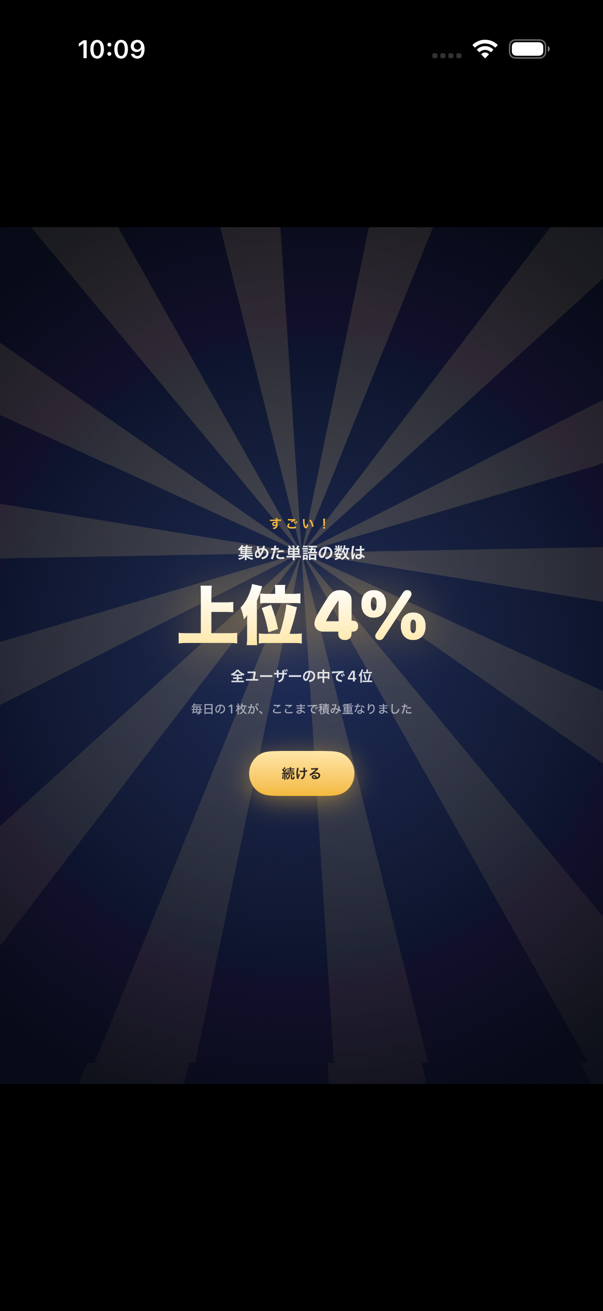 10:09
すごい！
集めた単語の数は
上位4%
全ユーザーの中で4位
毎日の1枚が、ここまで積み重なりました
続ける